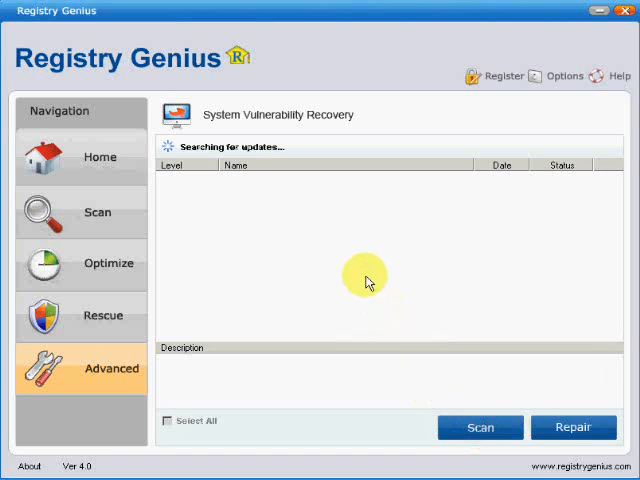 Registry Genius
Registry Genius R
Register Options Help
Navigation
System Vulnerability Recovery
Searching for updates...
Level Name Date Status
Home
Scan
Optimize
Rescue
Advanced
Description
Select All
Scan Repair
About Ver 4.0 www.registrygenius.com